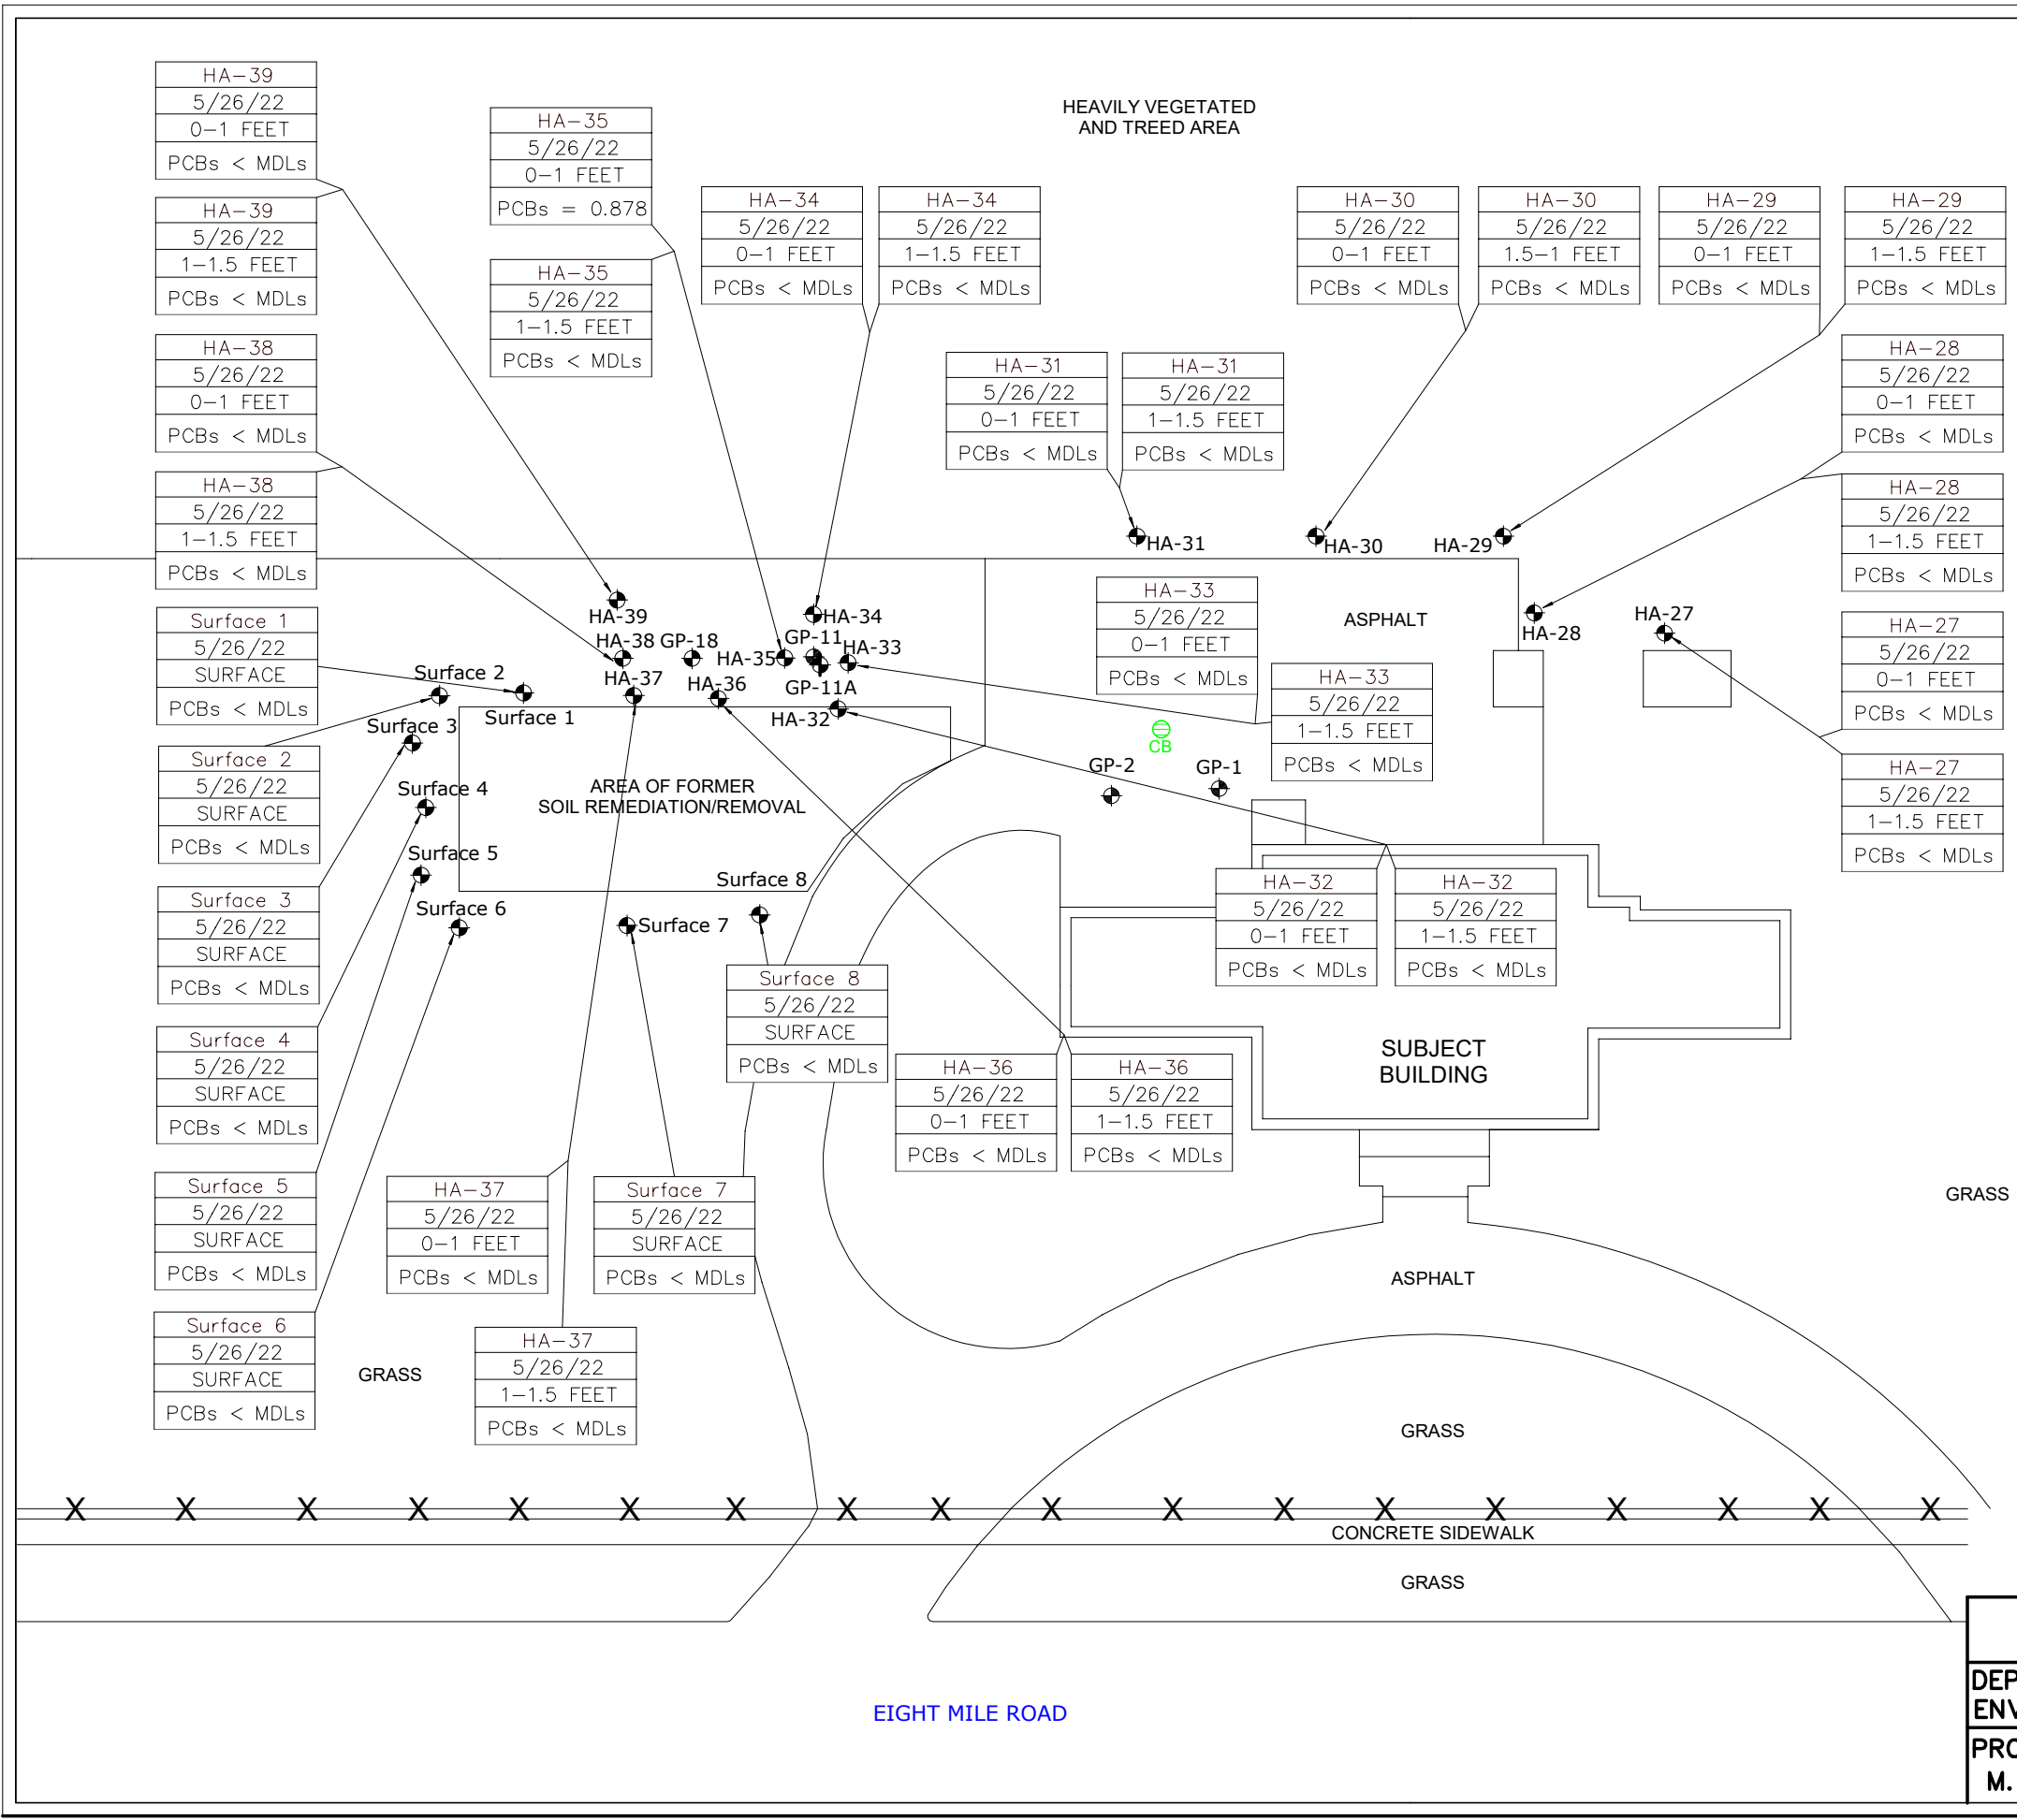 HA-39
5/26/22
0-1 FEET
PCBs < MDLs
HA-39
5/26/22
1-1.5 FEET
PCBs < MDLs
HA-38
5/26/22
0-1 FEET
PCBs < MDLs
HA-38
5/26/22
1-1.5 FEET
PCBs < MDLs
HA-35
5/26/22
0-1 FEET
PCBs = 0.878
HA-35
5/26/22
1-1.5 FEET
PCBs < MDLs
HA-34
5/26/22
0-1 FEET
PCBs < MDLs
HA-34
5/26/22
1-1.5 FEET
PCBs < MDLs
HEAVILY VEGETATED
AND TREED AREA
HA-31
5/26/22
0-1 FEET
PCBs < MDLs
HA-31
5/26/22
1-1.5 FEET
PCBs < MDLs
HA-30
5/26/22
0-1 FEET
PCBs < MDLs
HA-30
5/26/22
1.5-1 FEET
PCBs < MDLs
HA-29
5/26/22
0-1 FEET
PCBs < MDLs
HA-29
5/26/22
1-1.5 FEET
PCBs < MDLs
HA-28
5/26/22
0-1 FEET
PCBs < MDLs
HA-28
5/26/22
1-1.5 FEET
PCBs < MDLs
HA-27
5/26/22
0-1 FEET
PCBs < MDLs
HA-27
5/26/22
1-1.5 FEET
PCBs < MDLs
HA-31
HA-30
HA-29
HA-28
HA-27
ASPHALT
HA-33
5/26/22
0-1 FEET
PCBs < MDLs
HA-33
5/26/22
1-1.5 FEET
PCBs < MDLs
HA-39
HA-34
HA-38
GP-18
GP-11
HA-33
HA-35
HA-37
HA-36
GP-11A
HA-32
CB
GP-2
GP-1
Surface 1
5/26/22
SURFACE
PCBs < MDLs
Surface 2
5/26/22
SURFACE
PCBs < MDLs
Surface 3
5/26/22
SURFACE
PCBs < MDLs
Surface 4
5/26/22
SURFACE
PCBs < MDLs
Surface 5
5/26/22
SURFACE
PCBs < MDLs
Surface 6
5/26/22
SURFACE
PCBs < MDLs
Surface 2
Surface 1
Surface 3
Surface 4
Surface 5
Surface 6
Surface 7
Surface 8
AREA OF FORMER
SOIL REMEDIATION/REMOVAL
Surface 8
5/26/22
SURFACE
PCBs < MDLs
HA-32
5/26/22
0-1 FEET
PCBs < MDLs
HA-32
5/26/22
1-1.5 FEET
PCBs < MDLs
HA-36
5/26/22
0-1 FEET
PCBs < MDLs
HA-36
5/26/22
1-1.5 FEET
PCBs < MDLs
SUBJECT
BUILDING
HA-37
5/26/22
0-1 FEET
PCBs < MDLs
Surface 7
5/26/22
SURFACE
PCBs < MDLs
HA-37
5/26/22
1-1.5 FEET
PCBs < MDLs
GRASS
GRASS
ASPHALT
GRASS
X X X X X X X X X X X X X X X X X X
CONCRETE SIDEWALK
GRASS
EIGHT MILE ROAD
DEP
ENV
PRO
M.